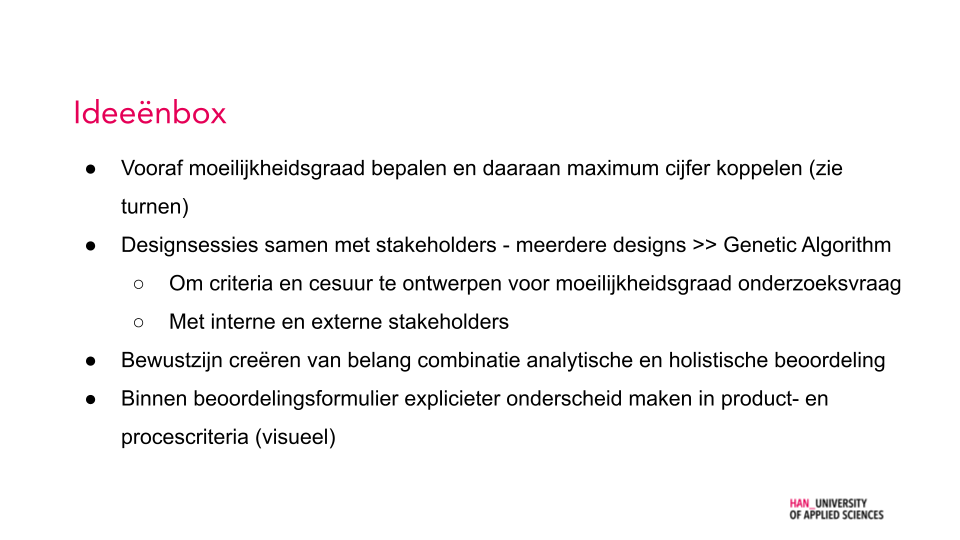 Ideeënbox
● Vooraf moeilijkheidsgraad bepalen en daaraan maximum cijfer koppelen (zie
turnen)
● Designsessies samen met stakeholders - meerdere designs >> Genetic Algorithm
○ Om criteria en cesuur te ontwerpen voor moeilijkheidsgraad onderzoeksvraag
○ Met interne en externe stakeholders
● Bewustzijn creëren van belang combinatie analytische en holistische beoordeling
● Binnen beoordelingsformulier explicieter onderscheid maken in product- en
procescriteria (visueel)
HAN_UNIVERSITY
OF APPLIED SCIENCES